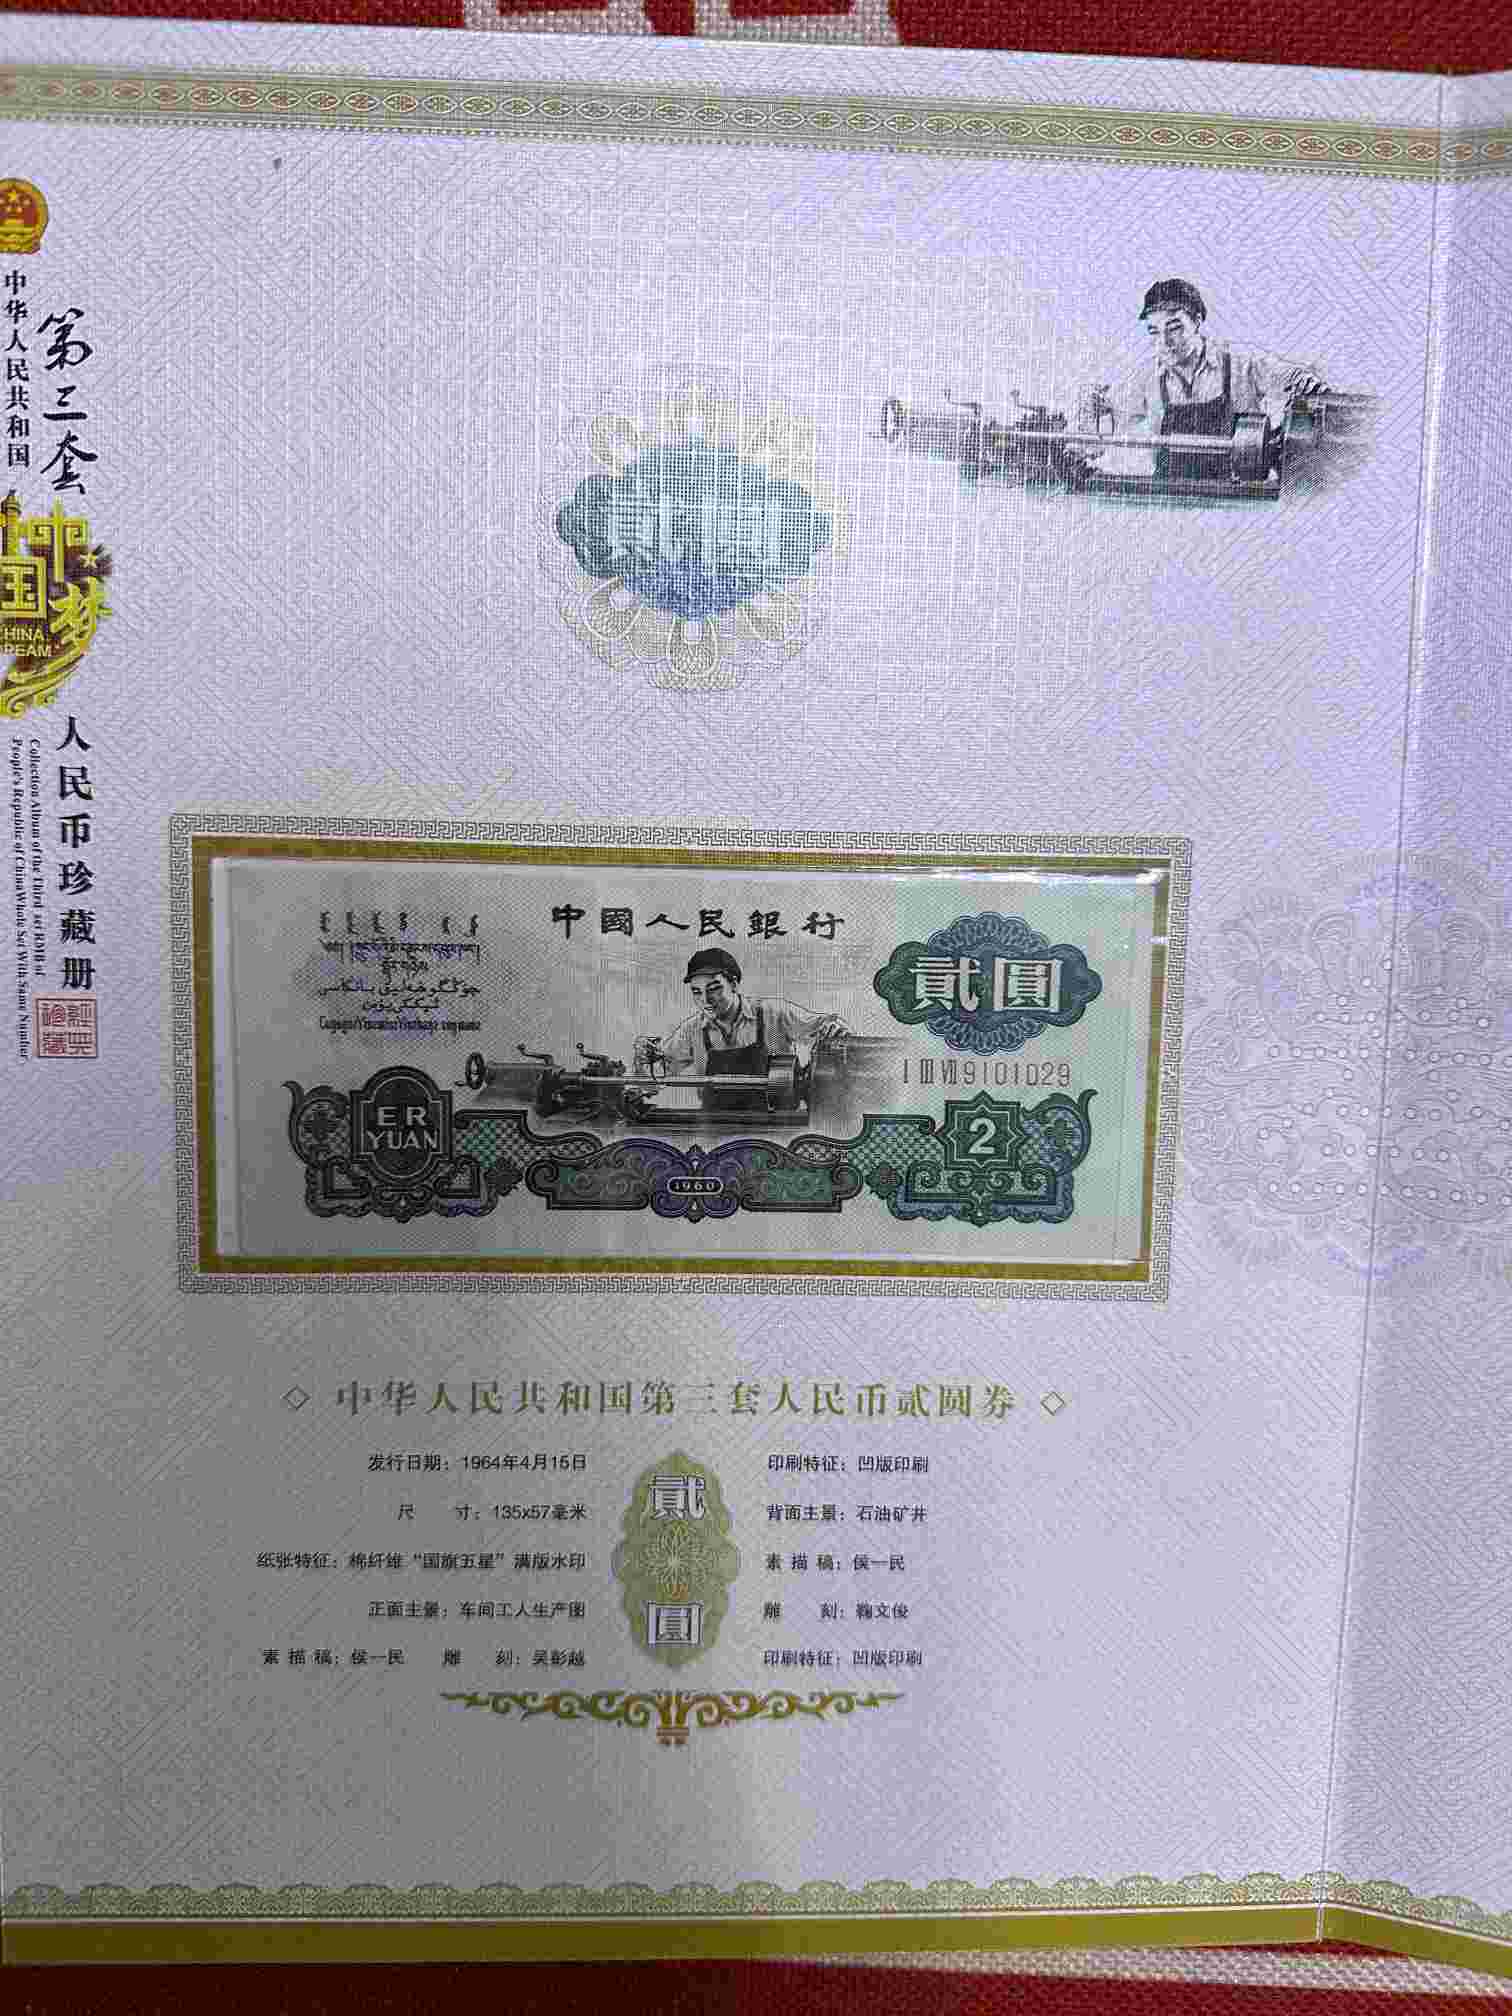 中华人民共和国
第三套
中国梦
CHINA
DREAM
人民币珍藏册
Collection Album of the Third set RMB of
People's Republic of China Whole Set With Same Number
贰圆
中國人民銀行
贰圆
I III VII 9101029
ER
YUAN
1960
2
中华人民共和国第三套人民币贰圆券
发行日期：1964年4月15日
尺 寸：135x57毫米
纸张特征：棉纤维“国旗五星”满版水印
正面主景：车间工人生产图
素 描 稿：侯一民 雕 刻：吴彭越
貳圓
印刷特征：凹版印刷
背面主景：石油矿井
素 描 稿：侯一民
雕 刻：鞠文俊
印刷特征：凹版印刷